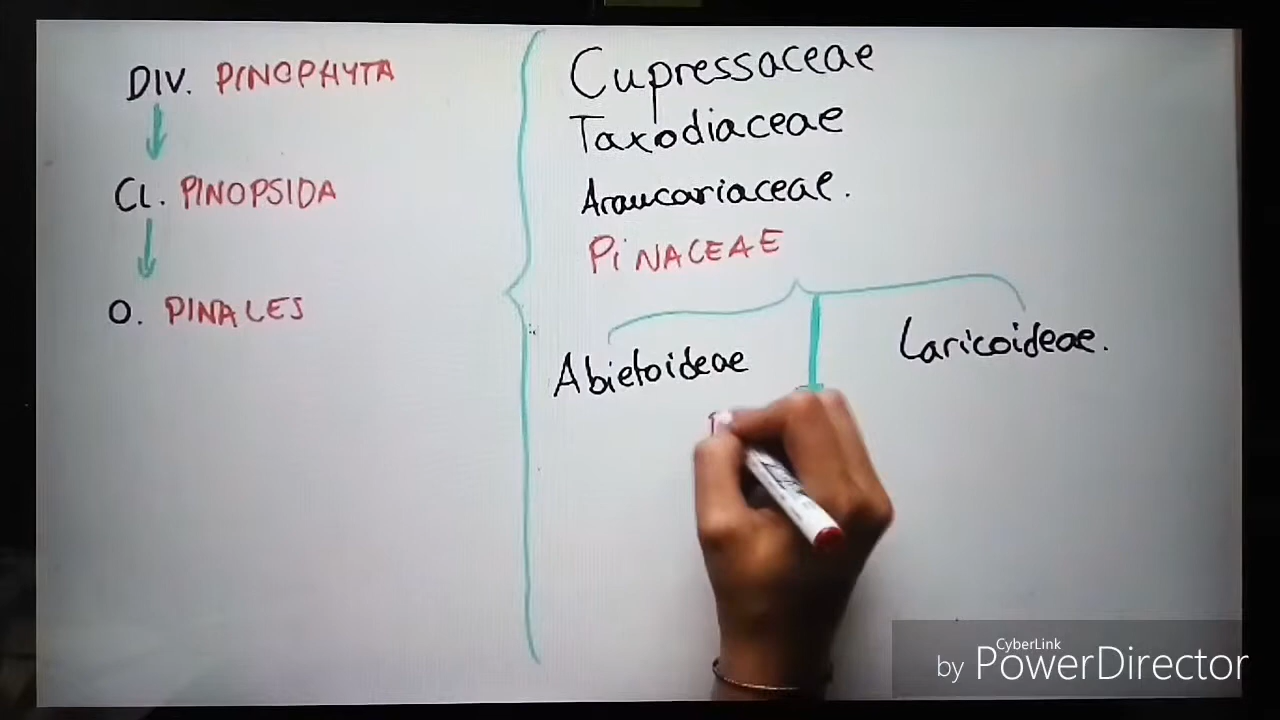 DIV. PINOPHYTA
CL. PINOPSIDA
O. PINALES
Cupressaceae
Taxodiaceae
Araucariaceae.
PiNACEAE
Abietoideae
Laricoideae.
CyberLink
by PowerDirector